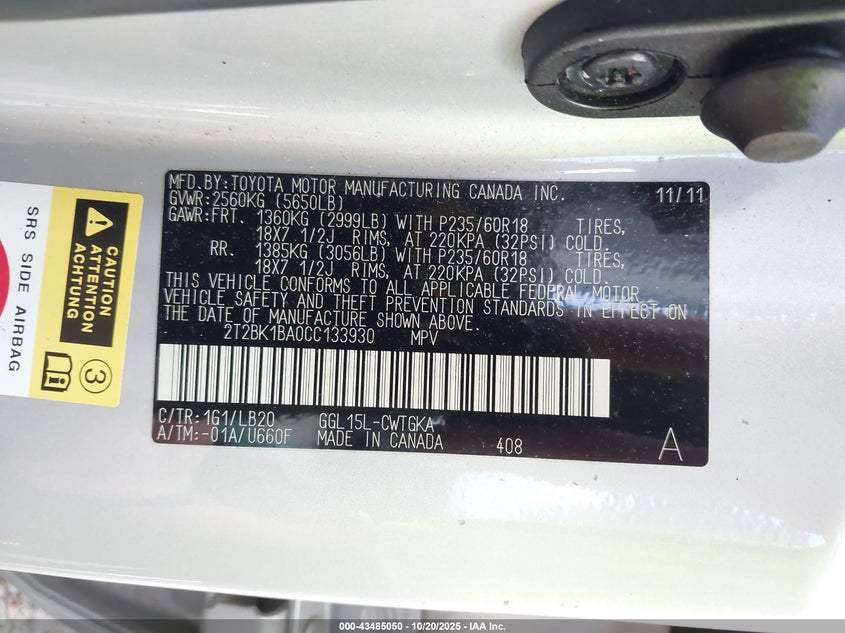 MFD.BY:TOYOTA MOTOR MANUFACTURING CANADA INC. 11/11
GVWR:2560KG (5650LB)
GAWR:FRT. 1360KG (2999LB) WITH P235/60R18 TIRES,
18X7 1/2J RIMS, AT 220KPA (32PSI) COLD.
RR. 1385KG (3056LB) WITH P235/60R18 TIRES,
18X7 1/2J RIMS, AT 220KPA (32PSI) COLD.
THIS VEHICLE CONFORMS TO ALL APPLICABLE FEDERAL MOTOR
VEHICLE SAFETY AND THEFT PREVENTION STANDARDS IN EFFECT ON
THE DATE OF MANUFACTURE SHOWN ABOVE.
2T2BK1BA0CC133930 MPV
C/TR:1G1/LB20 GGL15L-CWTGKA
A/TM:-01A/U660F MADE IN CANADA 408 A
SRS SIDE AIRBAG
CAUTION
ATTENTION
ACHTUNG
3
000-43485050 | 10/20/2025 | IAA Inc.